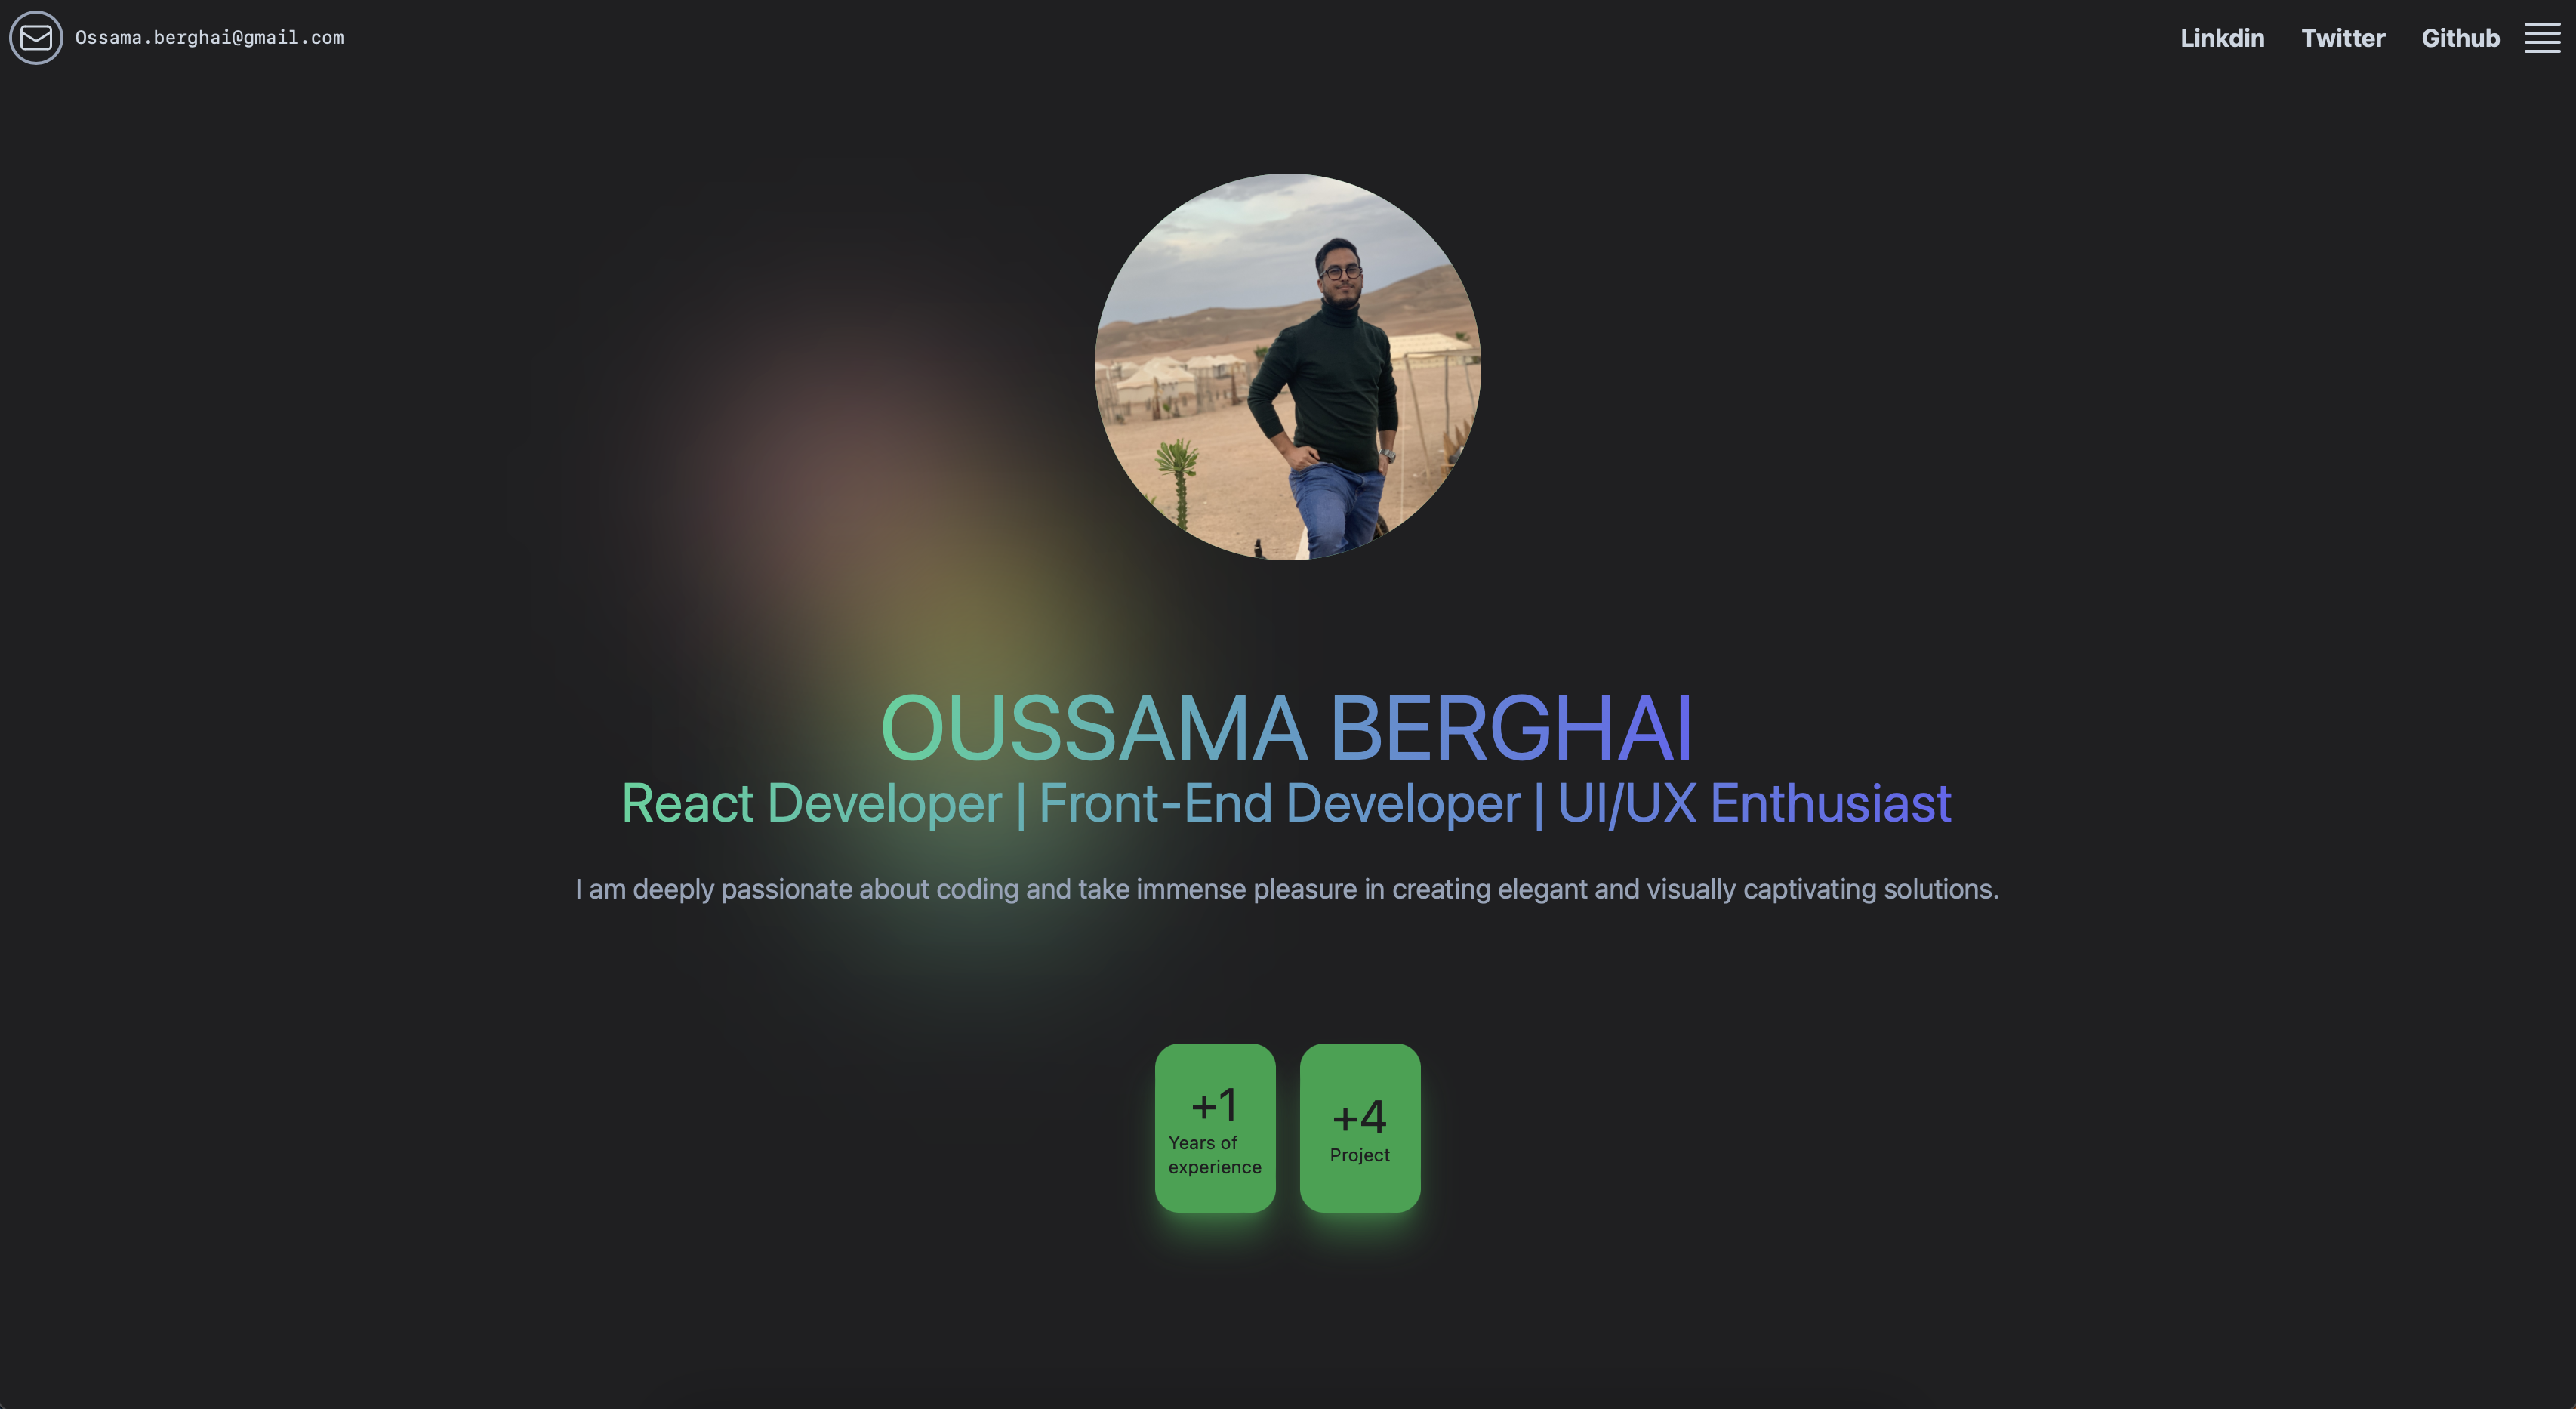 Ossama.berghai@gmail.com
Linkdin Twitter Github
OUSSAMA BERGHAI
React Developer | Front-End Developer | UI/UX Enthusiast
I am deeply passionate about coding and take immense pleasure in creating elegant and visually captivating solutions.
+1
Years of
experience
+4
Project